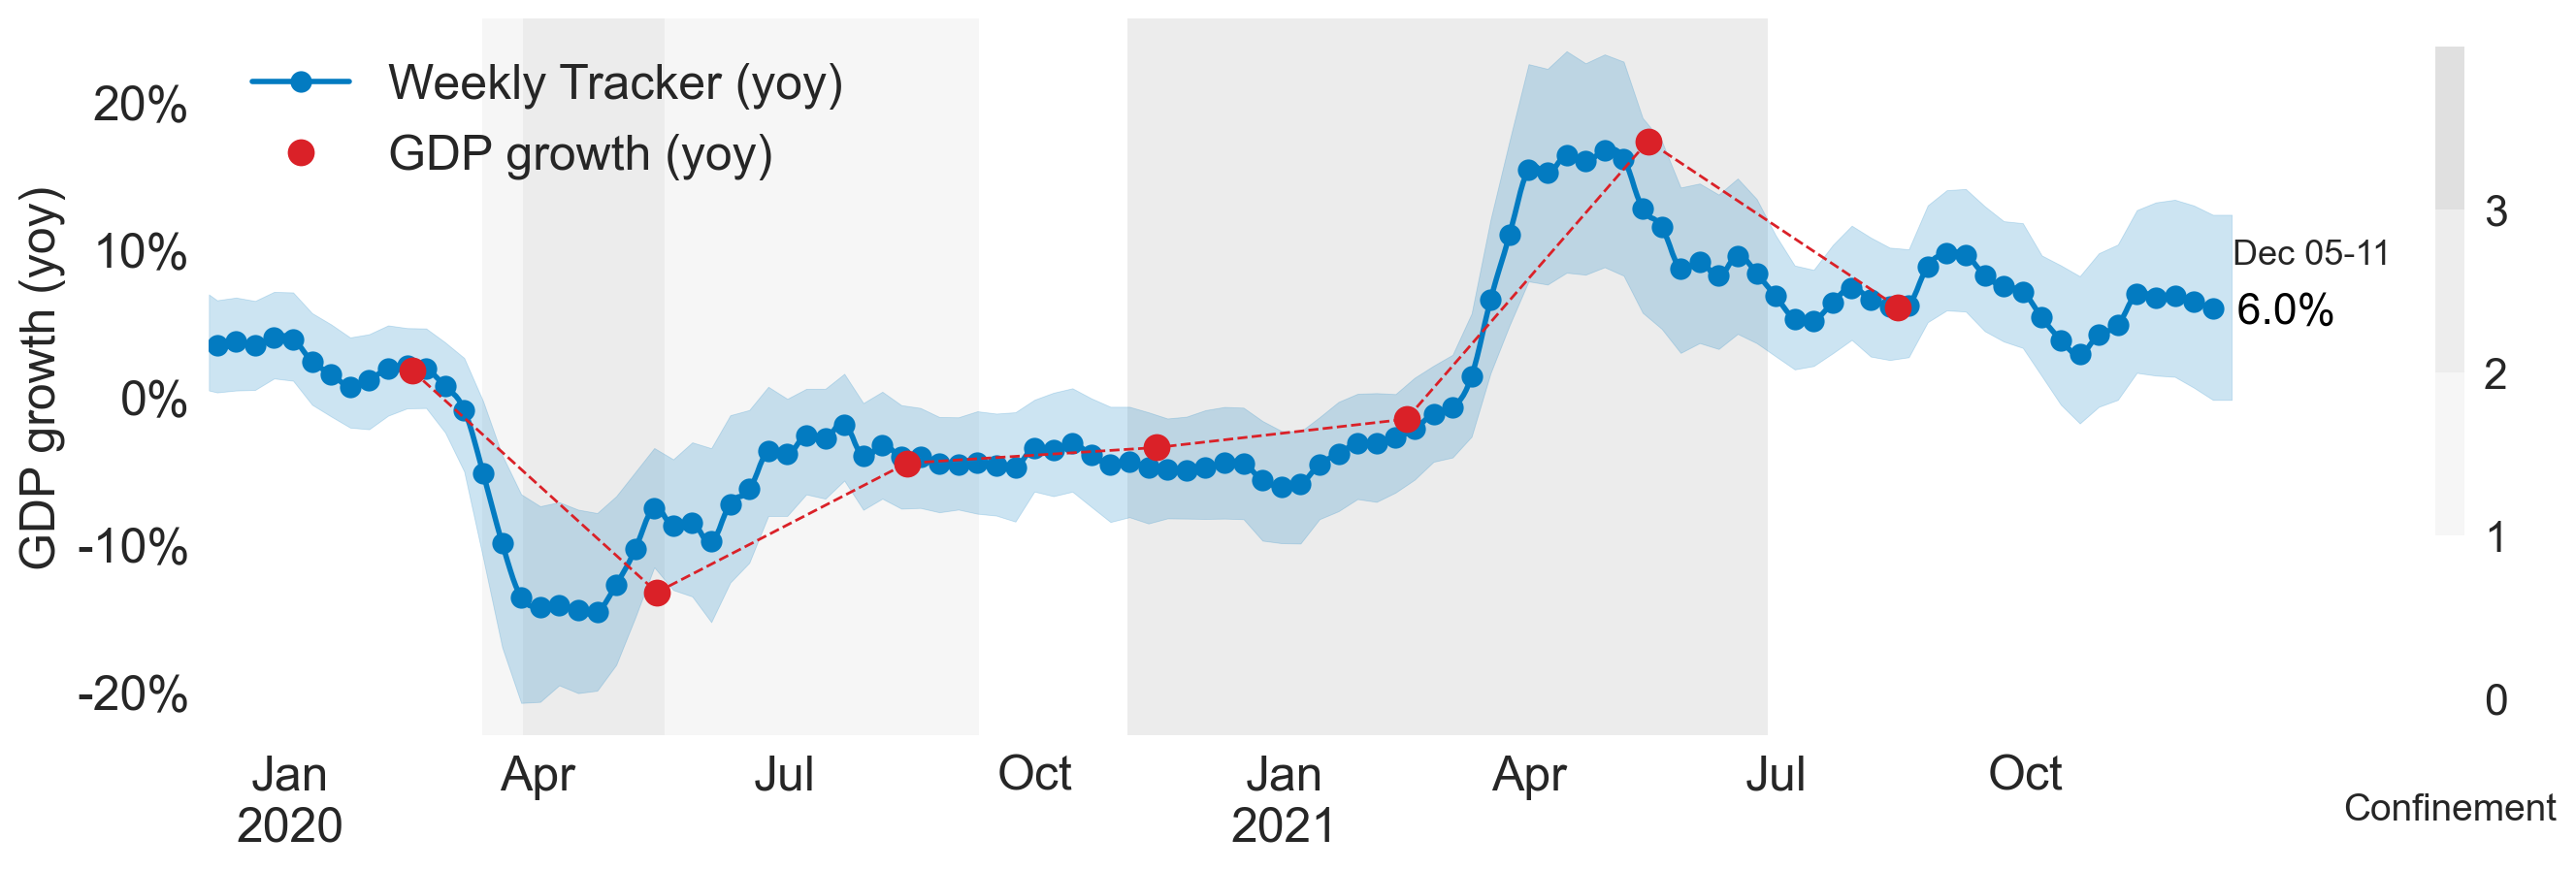 Weekly Tracker (yoy)
GDP growth (yoy)
GDP growth (yoy)
20%
10%
0%
-10%
-20%
Jan
2020
Apr
Jul
Oct
Jan
2021
Apr
Jul
Oct
Dec 05-11
6.0%
3
2
1
0
Confinement